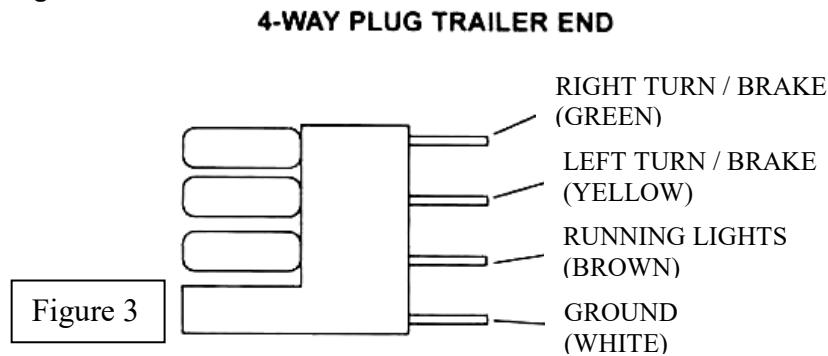 4-WAY PLUG TRAILER END
RIGHT TURN / BRAKE
(GREEN)
LEFT TURN / BRAKE
(YELLOW)
RUNNING LIGHTS
(BROWN)
GROUND
(WHITE)
Figure 3